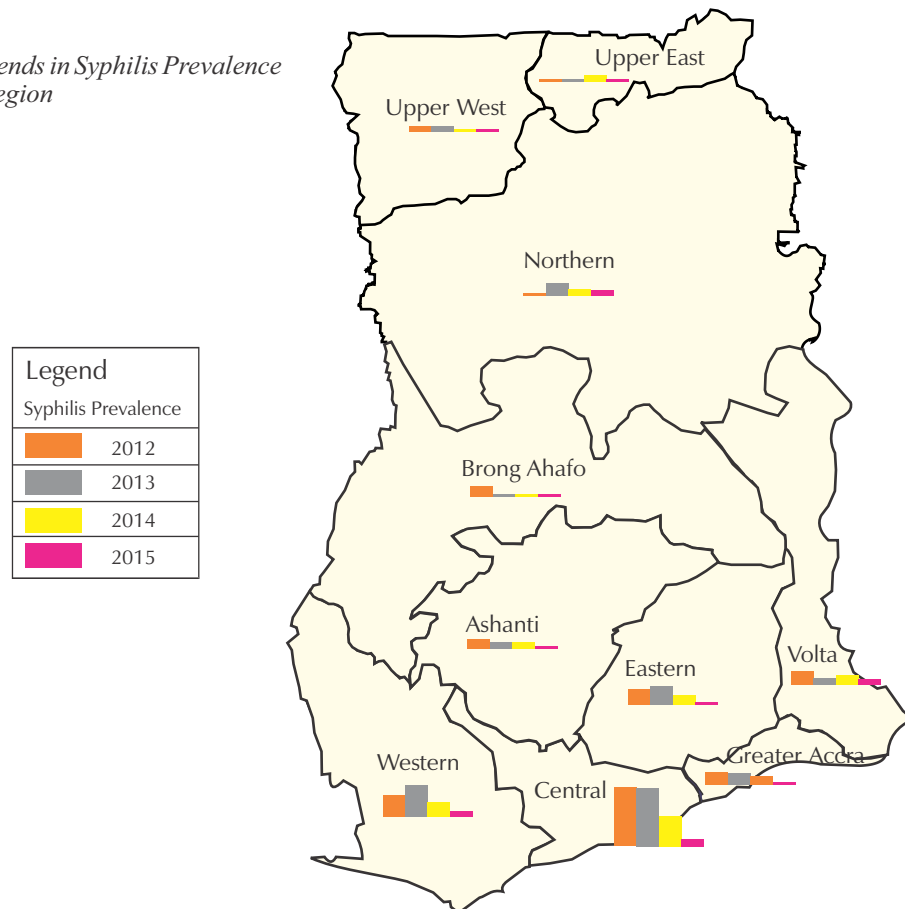 ends in Syphilis Prevalence
egion
Upper East
Upper West
Northern
Legend
Syphilis Prevalence
2012
2013
2014
2015
Brong Ahafo
Ashanti
Eastern
Volta
Greater Accra
Western
Central